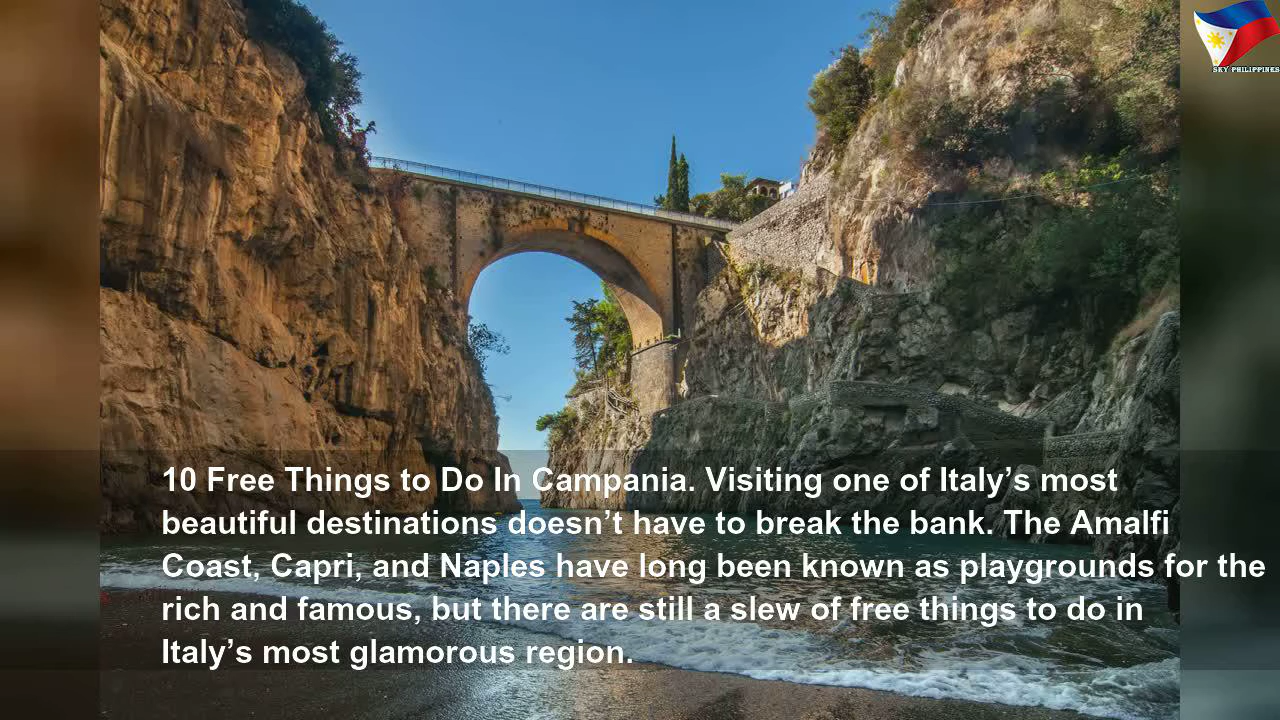 SKY PHILIPPINES
10 Free Things to Do In Campania. Visiting one of Italy’s most
beautiful destinations doesn’t have to break the bank. The Amalfi
Coast, Capri, and Naples have long been known as playgrounds for the
rich and famous, but there are still a slew of free things to do in
Italy’s most glamorous region.